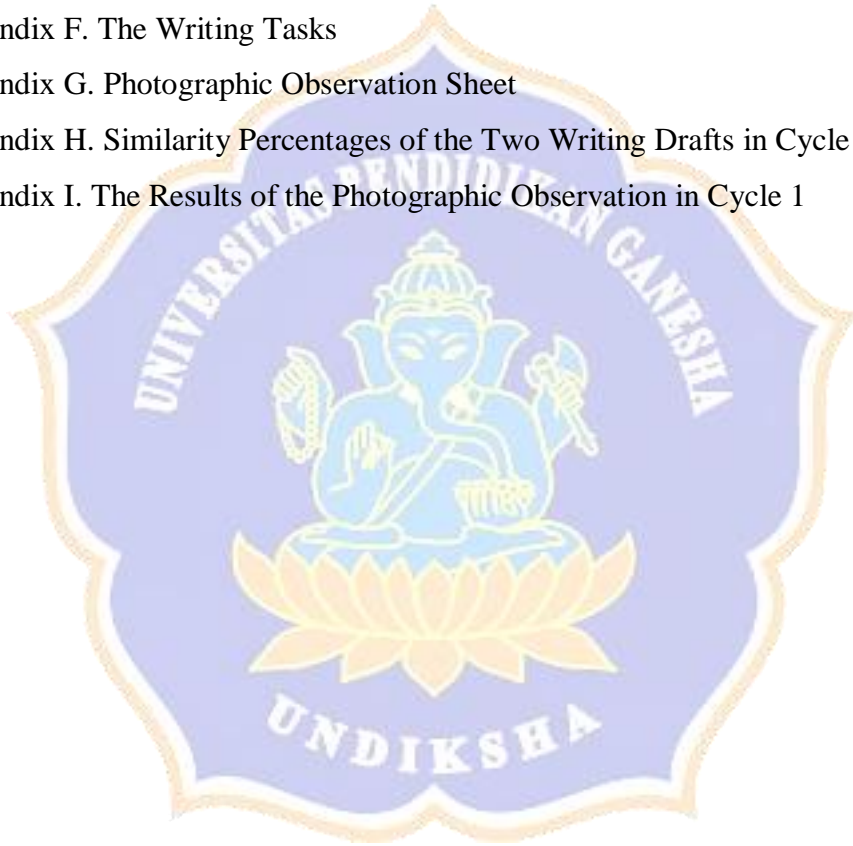 ndix F. The Writing Tasks
ndix G. Photographic Observation Sheet
ndix H. Similarity Percentages of the Two Writing Drafts in Cycle
ndix I. The Results of the Photographic Observation in Cycle 1
UNIVERSITAS PENDIDIKAN GANESHA
UNDIKSHA